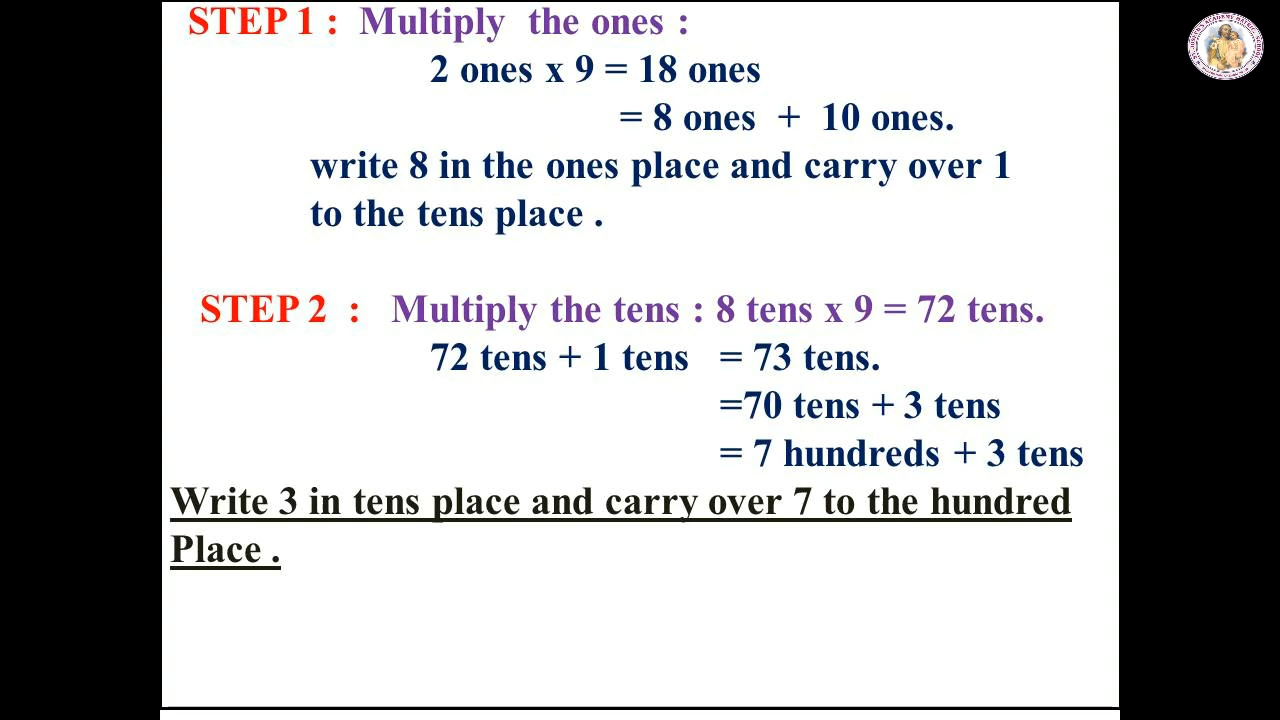 STEP 1 : Multiply the ones :
2 ones x 9 = 18 ones
= 8 ones + 10 ones.
write 8 in the ones place and carry over 1
to the tens place .
STEP 2 : Multiply the tens : 8 tens x 9 = 72 tens.
72 tens + 1 tens = 73 tens.
=70 tens + 3 tens
= 7 hundreds + 3 tens
Write 3 in tens place and carry over 7 to the hundred
Place .